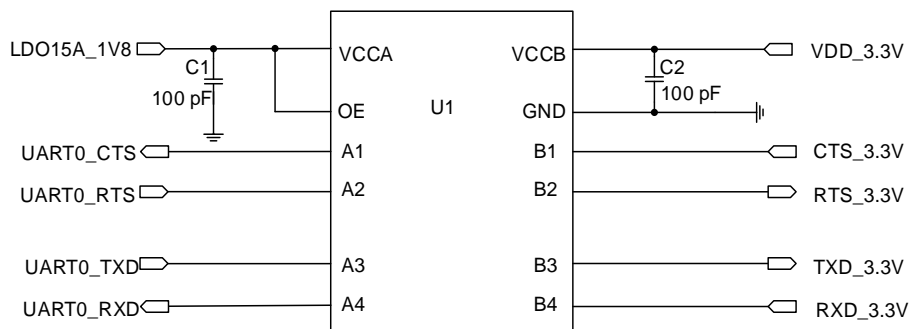 LDO15A_1V8 VCCA VCCB VDD_3.3V
C1 C2
100 pF 100 pF
OE U1 GND
UART0_CTS A1 B1 CTS_3.3V
UART0_RTS A2 B2 RTS_3.3V
UART0_TXD A3 B3 TXD_3.3V
UART0_RXD A4 B4 RXD_3.3V